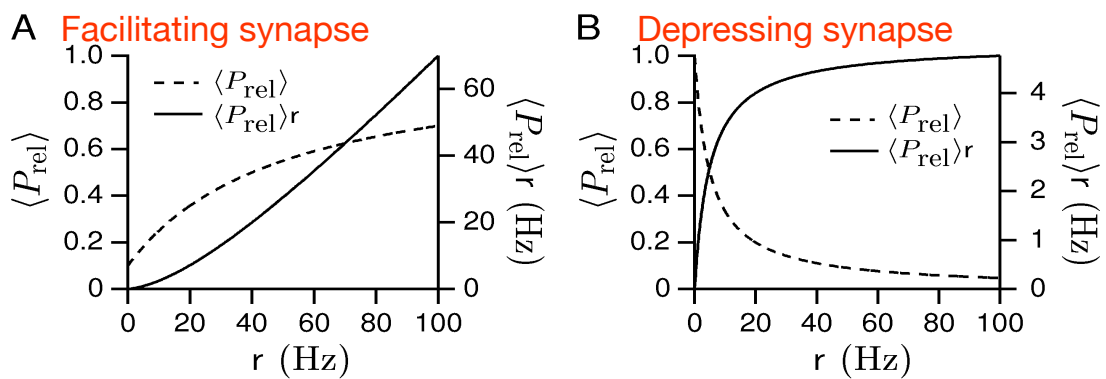 A Facilitating synapse
1.0
0.8
0.6
0.4
0.2
0
⟨P_rel⟩
⟨P_rel⟩
⟨P_rel⟩r
60
40
20
0
⟨P_rel⟩r (Hz)
0 20 40 60 80 100
r (Hz)
B Depressing synapse
1.0
0.8
0.6
0.4
0.2
0
⟨P_rel⟩
⟨P_rel⟩
⟨P_rel⟩r
4
3
2
1
0
⟨P_rel⟩r (Hz)
0 20 40 60 80 100
r (Hz)